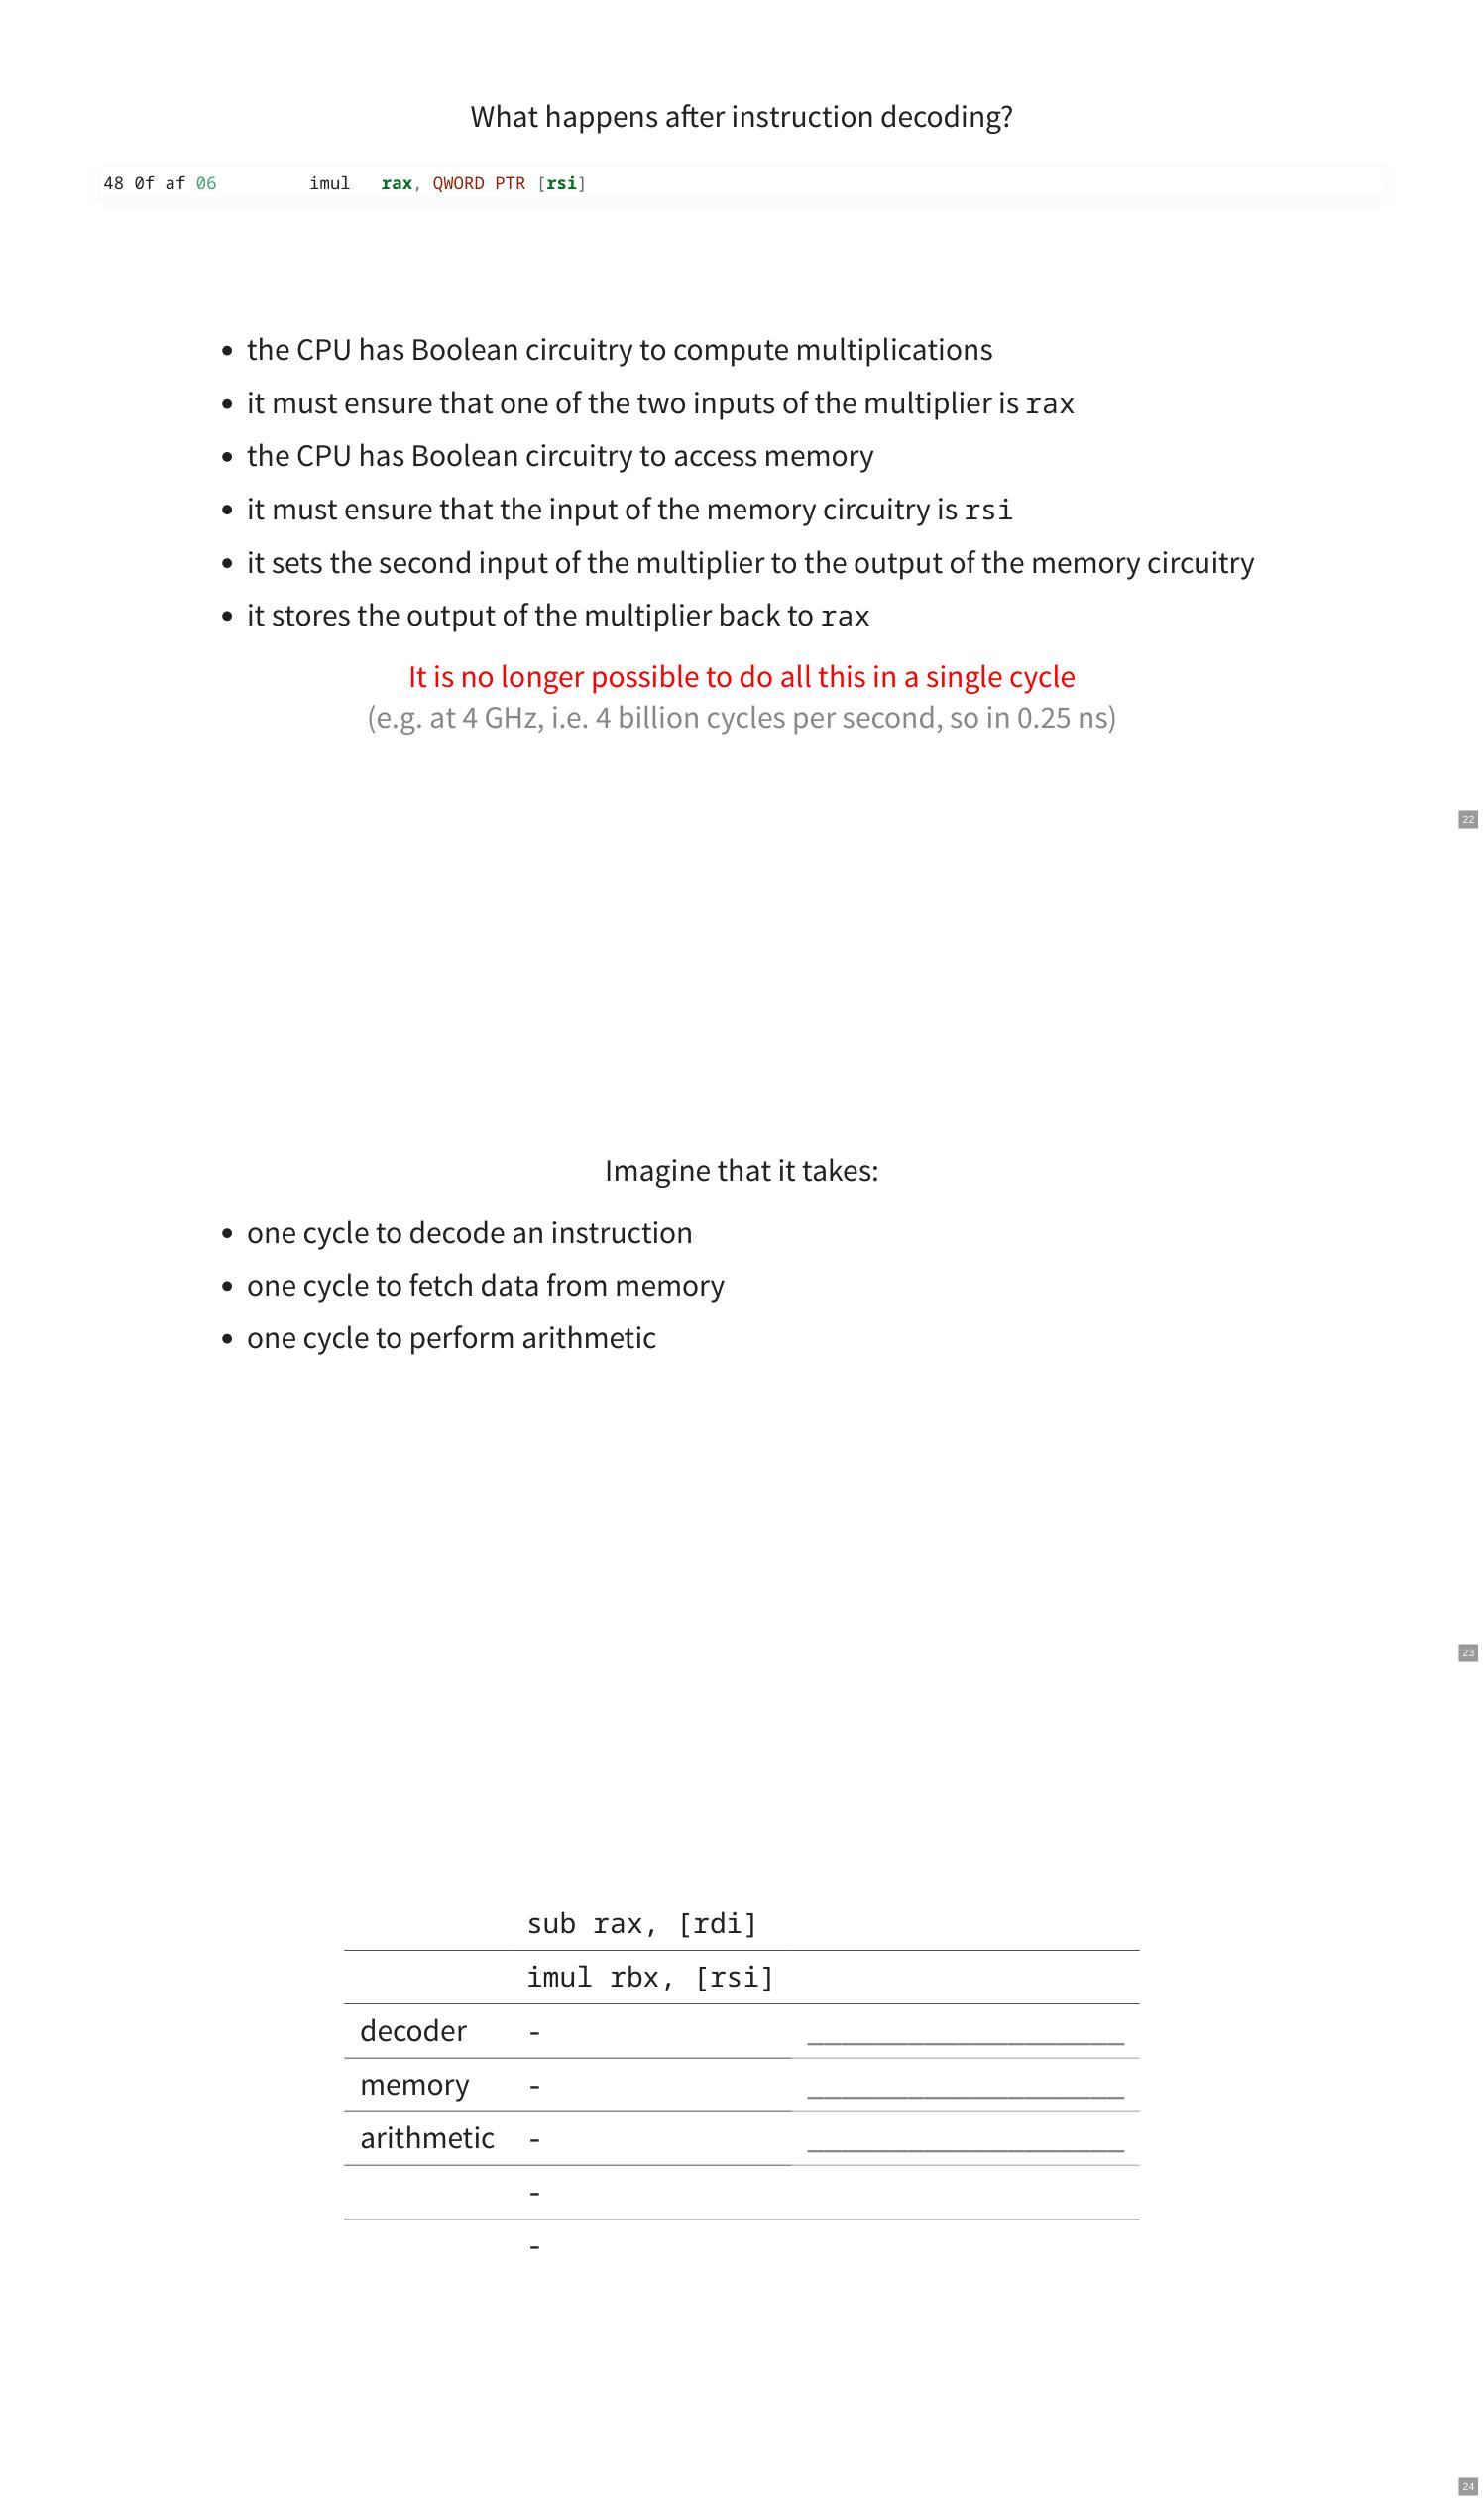 What happens after instruction decoding?
48 0f af 06 imul rax, QWORD PTR [rsi]
• the CPU has Boolean circuitry to compute multiplications
• it must ensure that one of the two inputs of the multiplier is rax
• the CPU has Boolean circuitry to access memory
• it must ensure that the input of the memory circuitry is rsi
• it sets the second input of the multiplier to the output of the memory circuitry
• it stores the output of the multiplier back to rax
It is no longer possible to do all this in a single cycle
(e.g. at 4 GHz, i.e. 4 billion cycles per second, so in 0.25 ns)
22
Imagine that it takes:
• one cycle to decode an instruction
• one cycle to fetch data from memory
• one cycle to perform arithmetic
23
sub rax, [rdi]
imul rbx, [rsi]
decoder - ___________________
memory - ___________________
arithmetic - ___________________
-
-
24